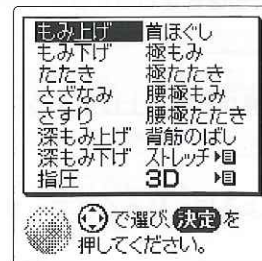 もみ上げ 首ほぐし
もみ下げ 極もみ
たたき 極たたき
さざなみ 腰極もみ
さすり 腰極たたき
深もみ上げ 背筋のばし
深もみ下げ ストレッチ
指圧 3D
で選び、決定を
押してください。